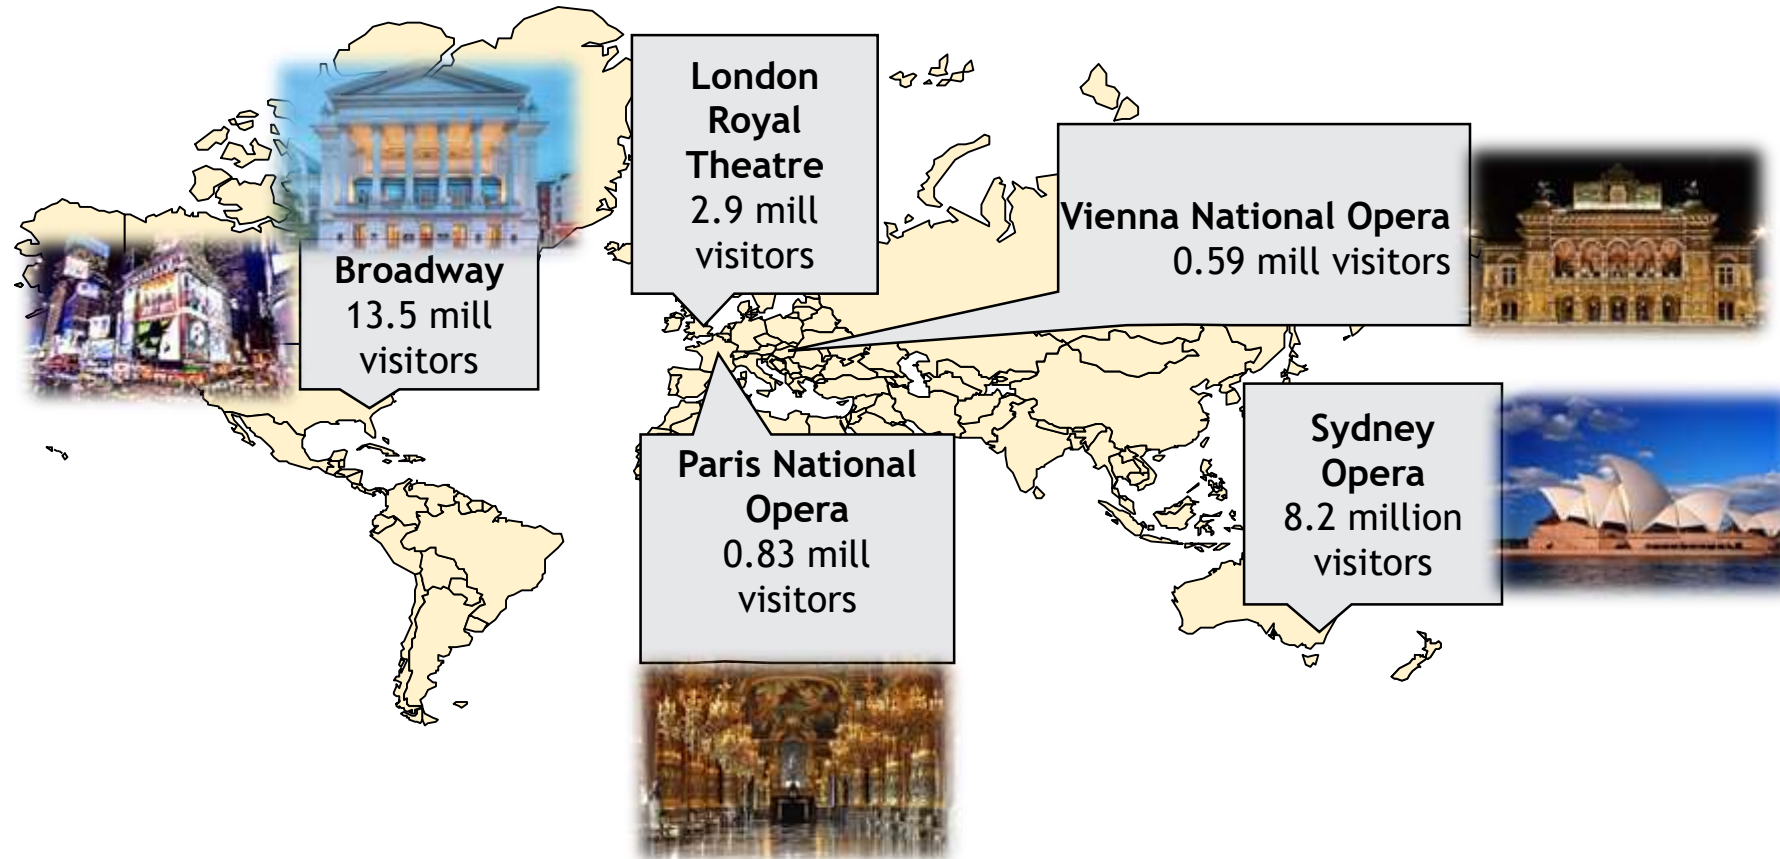 London
Royal
Theatre
2.9 mill
visitors
Vienna National Opera
0.59 mill visitors
Broadway
13.5 mill
visitors
Paris National
Opera
0.83 mill
visitors
Sydney
Opera
8.2 million
visitors